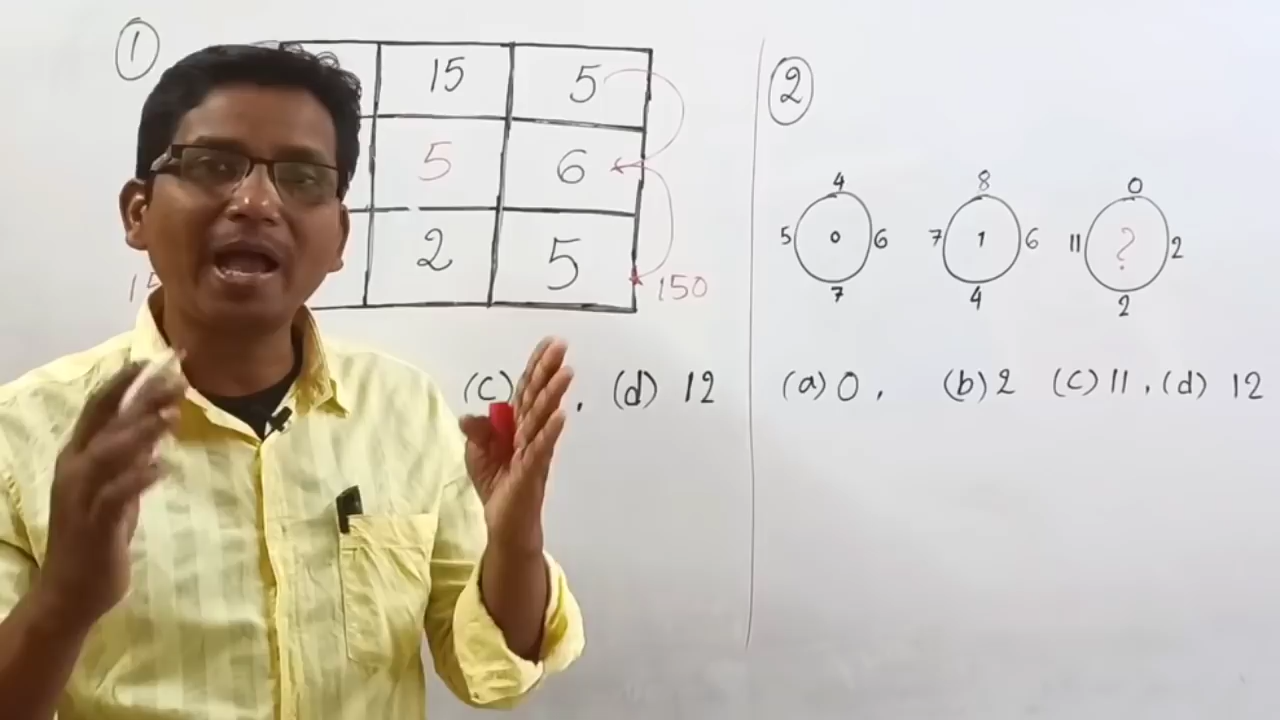 1
15 5
5 6
2 5
15 150
(c) , (d) 12
2
4 8 0
5 0 6 7 1 6 11 ? 2
7 4 2
(a) 0 , (b) 2 (c) 11 , (d) 12